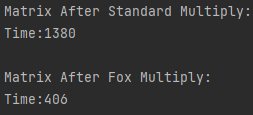 Matrix After Standard Multiply:
Time:1380
Matrix After Fox Multiply:
Time:406